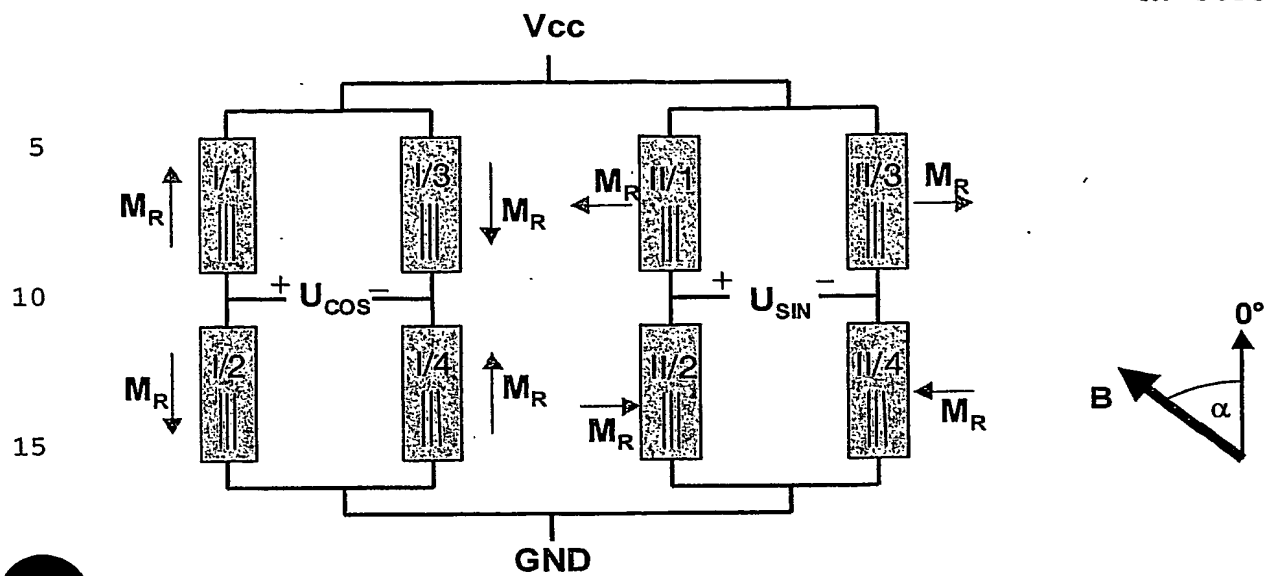 Vcc
5
I/1
I/3
II/1
II/3
M_R
M_R
M_R
M_R
10
+ U_COS −
+ U_SIN −
0°
I/2
I/4
II/2
II/4
M_R
M_R
M_R
M_R
B
α
15
GND